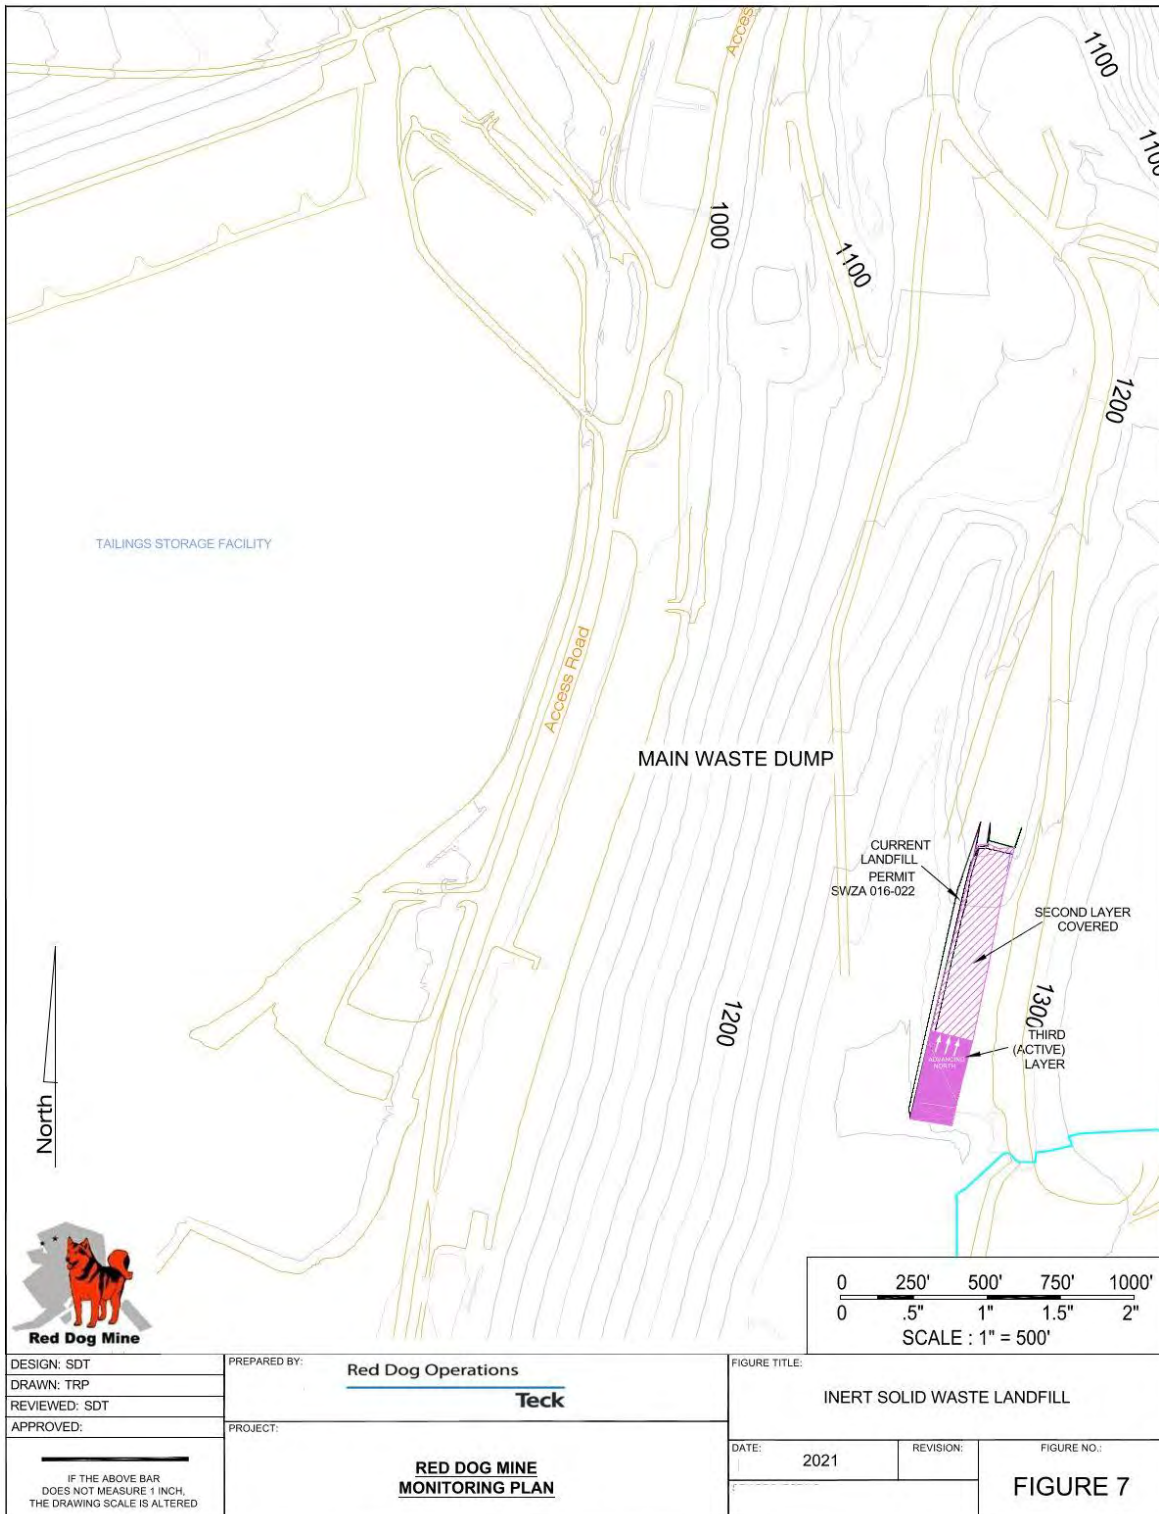 Access
1100
1100
1000
1100
1200
TAILINGS STORAGE FACILITY
Access Road
MAIN WASTE DUMP
CURRENT
LANDFILL
PERMIT
SWZA 016-022
SECOND LAYER
COVERED
1200
1300
THIRD
(ACTIVE)
LAYER
ADVANCING
NORTH
North
Red Dog Mine
0 250' 500' 750' 1000'
0 .5" 1" 1.5" 2"
SCALE : 1" = 500'
DESIGN: SDT
DRAWN: TRP
REVIEWED: SDT
APPROVED:
IF THE ABOVE BAR
DOES NOT MEASURE 1 INCH,
THE DRAWING SCALE IS ALTERED
PREPARED BY:
Red Dog Operations
Teck
PROJECT:
RED DOG MINE
MONITORING PLAN
FIGURE TITLE:
INERT SOLID WASTE LANDFILL
DATE:
2021
REVISION:
FIGURE NO.:
FIGURE 7